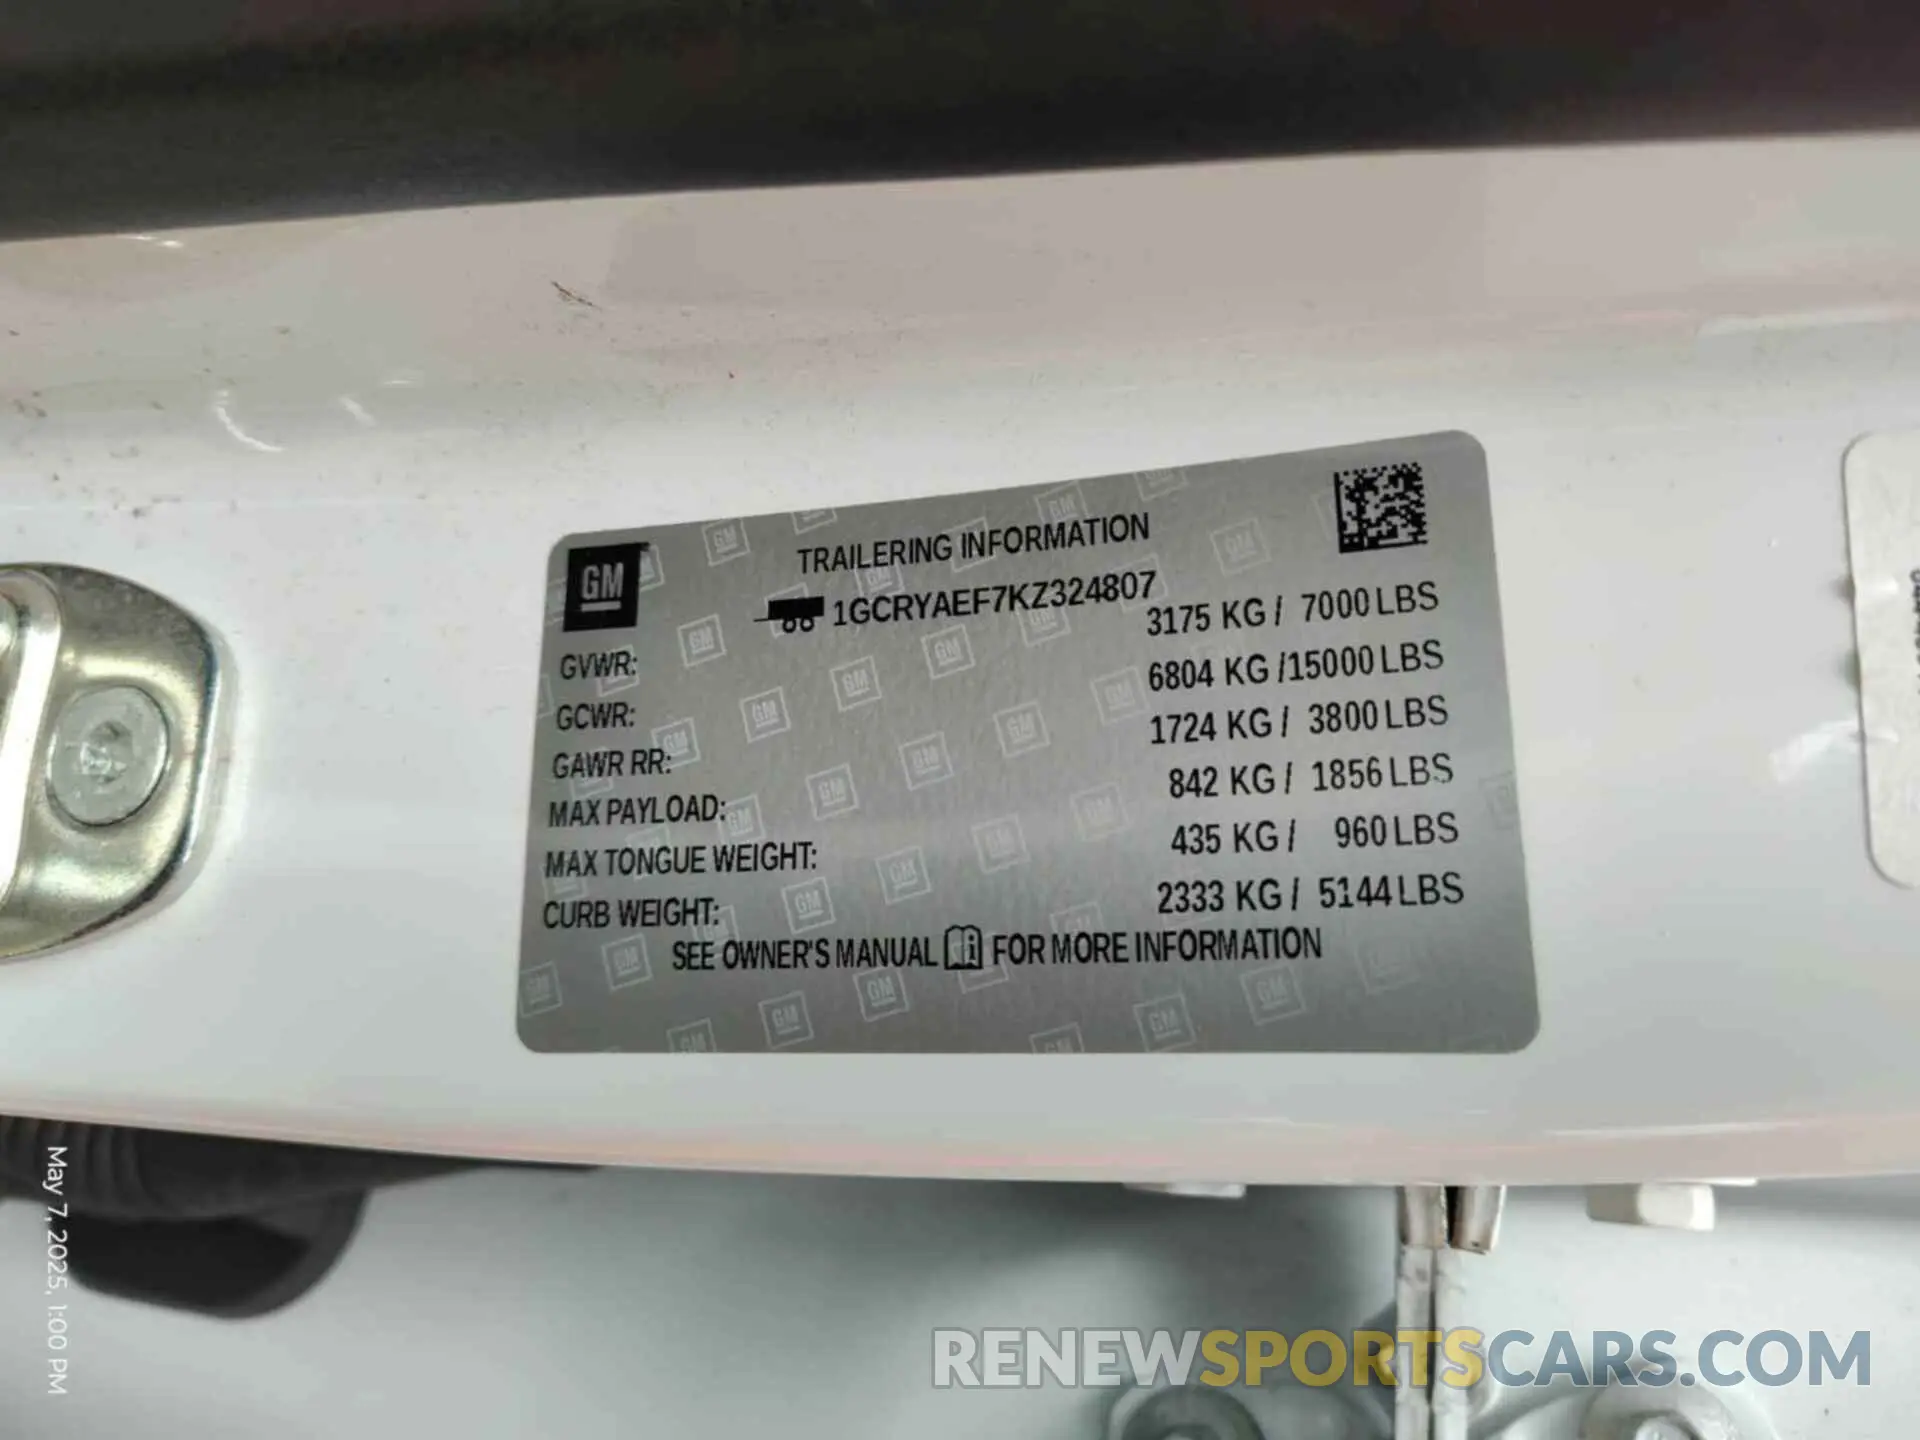 GM
TRAILERING INFORMATION
1GCRYAEF7KZ324807
GVWR: 3175 KG / 7000 LBS
GCWR: 6804 KG /15000 LBS
GAWR RR: 1724 KG / 3800 LBS
MAX PAYLOAD: 842 KG / 1856 LBS
MAX TONGUE WEIGHT: 435 KG / 960 LBS
CURB WEIGHT: 2333 KG / 5144 LBS
SEE OWNER'S MANUAL FOR MORE INFORMATION
May 7, 2025, 1:00 PM
RENEWSPORTSCARS.COM